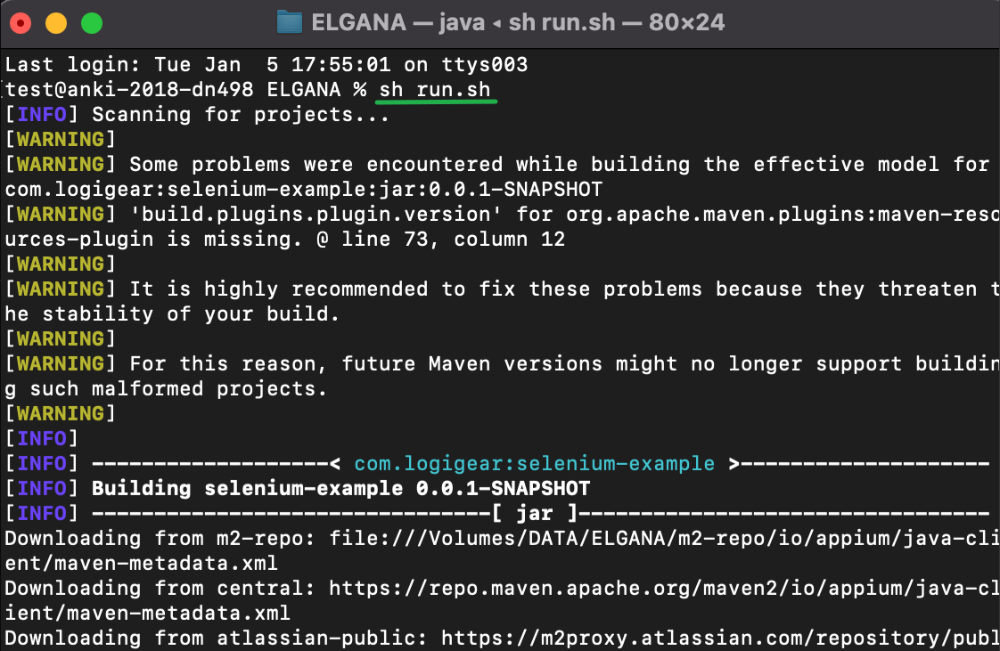 ELGANA — java ◂ sh run.sh — 80×24
Last login: Tue Jan  5 17:55:01 on ttys003
test@anki-2018-dn498 ELGANA % sh run.sh
[INFO] Scanning for projects...
[WARNING]
[WARNING] Some problems were encountered while building the effective model for
com.logigear:selenium-example:jar:0.0.1-SNAPSHOT
[WARNING] 'build.plugins.plugin.version' for org.apache.maven.plugins:maven-reso
urces-plugin is missing. @ line 73, column 12
[WARNING]
[WARNING] It is highly recommended to fix these problems because they threaten t
he stability of your build.
[WARNING]
[WARNING] For this reason, future Maven versions might no longer support buildin
g such malformed projects.
[WARNING]
[INFO]
[INFO] -------------------< com.logigear:selenium-example >--------------------
[INFO] Building selenium-example 0.0.1-SNAPSHOT
[INFO] --------------------------------[ jar ]---------------------------------
Downloading from m2-repo: file:///Volumes/DATA/ELGANA/m2-repo/io/appium/java-cli
ent/maven-metadata.xml
Downloading from central: https://repo.maven.apache.org/maven2/io/appium/java-cl
ient/maven-metadata.xml
Downloading from atlassian-public: https://m2proxy.atlassian.com/repository/publ